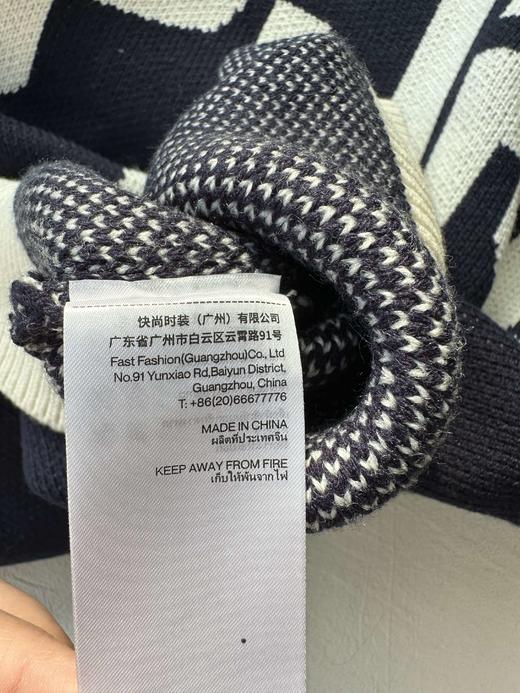 快尚时装（广州）有限公司
广东省广州市白云区云霄路91号
Fast Fashion(Guangzhou)Co., Ltd
No.91 Yunxiao Rd,Baiyun District,
Guangzhou, China
T: +86(20)66677776
MADE IN CHINA
ผลิตที่ประเทศจีน
KEEP AWAY FROM FIRE
เก็บให้พ้นจากไฟ